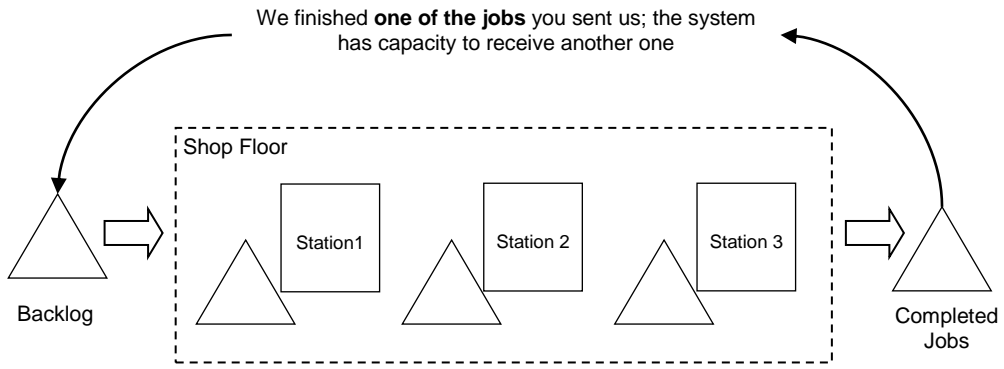 We finished one of the jobs you sent us; the system
has capacity to receive another one
Shop Floor
Station1
Station 2
Station 3
Backlog
Completed
Jobs